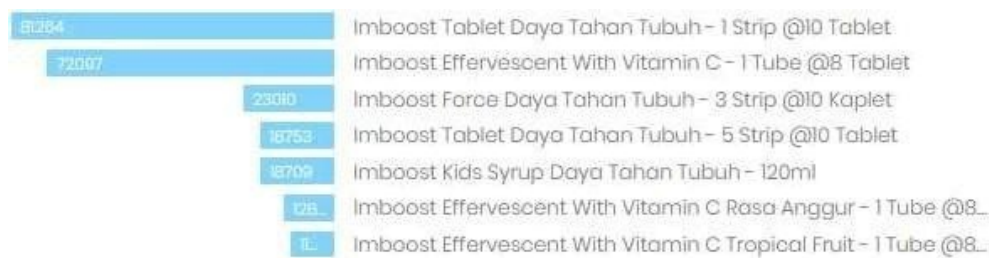 81264 Imboost Tablet Daya Tahan Tubuh - 1 Strip @10 Tablet
72097 Imboost Effervescent With Vitamin C - 1 Tube @8 Tablet
23010 Imboost Force Daya Tahan Tubuh - 3 Strip @10 Kaplet
18753 Imboost Tablet Daya Tahan Tubuh - 5 Strip @10 Tablet
18709 Imboost Kids Syrup Daya Tahan Tubuh - 120ml
Imboost Effervescent With Vitamin C Rasa Anggur - 1 Tube @8...
Imboost Effervescent With Vitamin C Tropical Fruit - 1 Tube @8...